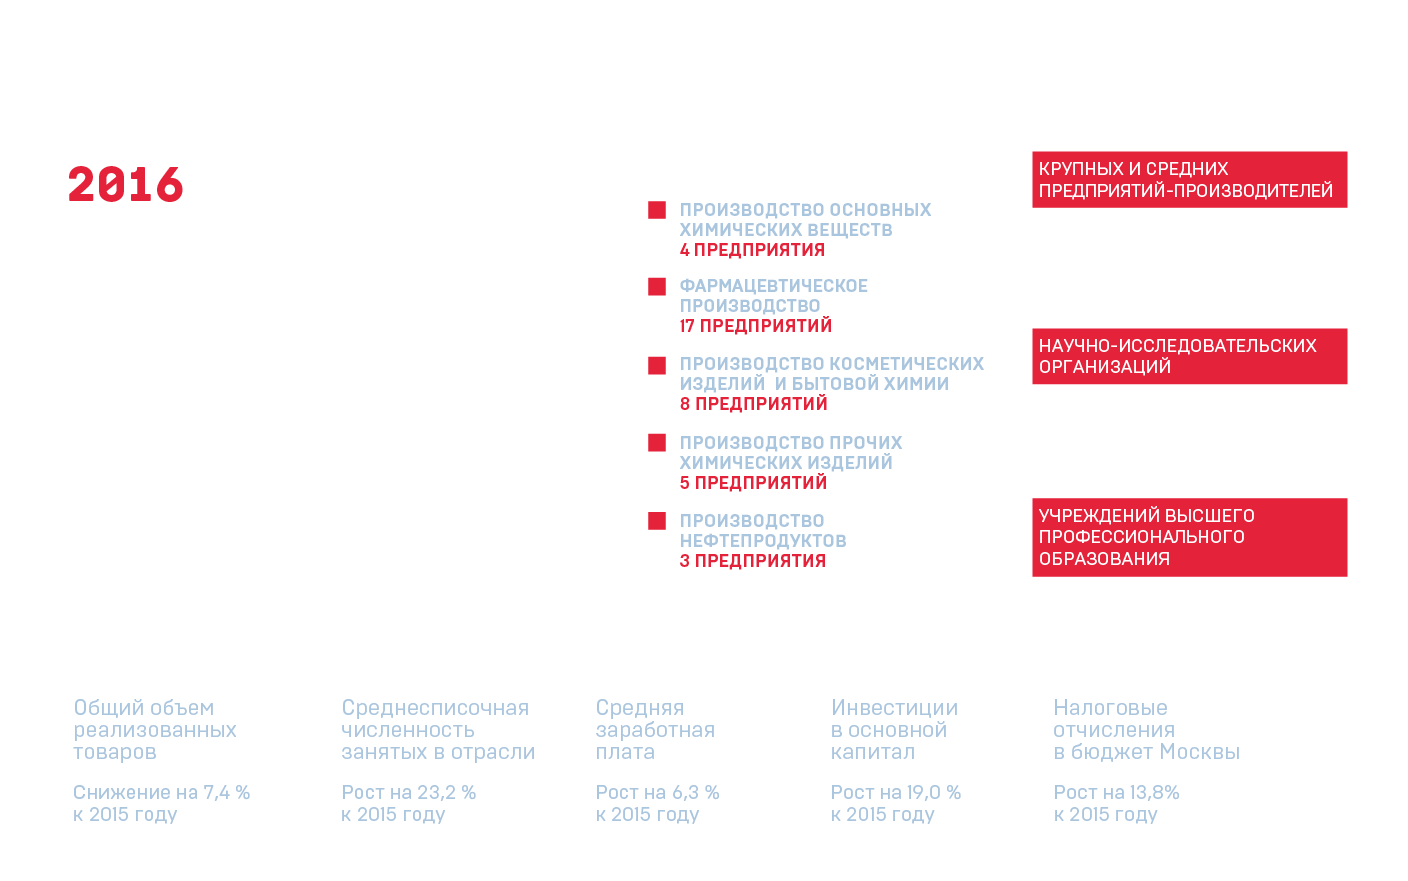 2016
ПРОИЗВОДСТВО ОСНОВНЫХ
ХИМИЧЕСКИХ ВЕЩЕСТВ
4 ПРЕДПРИЯТИЯ
ФАРМАЦЕВТИЧЕСКОЕ
ПРОИЗВОДСТВО
17 ПРЕДПРИЯТИЙ
ПРОИЗВОДСТВО КОСМЕТИЧЕСКИХ
ИЗДЕЛИЙ И БЫТОВОЙ ХИМИИ
8 ПРЕДПРИЯТИЙ
ПРОИЗВОДСТВО ПРОЧИХ
ХИМИЧЕСКИХ ИЗДЕЛИЙ
5 ПРЕДПРИЯТИЙ
ПРОИЗВОДСТВО
НЕФТЕПРОДУКТОВ
3 ПРЕДПРИЯТИЯ
КРУПНЫХ И СРЕДНИХ
ПРЕДПРИЯТИЙ-ПРОИЗВОДИТЕЛЕЙ
НАУЧНО-ИССЛЕДОВАТЕЛЬСКИХ
ОРГАНИЗАЦИЙ
УЧРЕЖДЕНИЙ ВЫСШЕГО
ПРОФЕССИОНАЛЬНОГО
ОБРАЗОВАНИЯ
Общий объем
реализованных
товаров
Снижение на 7,4 %
к 2015 году
Среднесписочная
численность
занятых в отрасли
Рост на 23,2 %
к 2015 году
Средняя
заработная
плата
Рост на 6,3 %
к 2015 году
Инвестиции
в основной
капитал
Рост на 19,0 %
к 2015 году
Налоговые
отчисления
в бюджет Москвы
Рост на 13,8%
к 2015 году